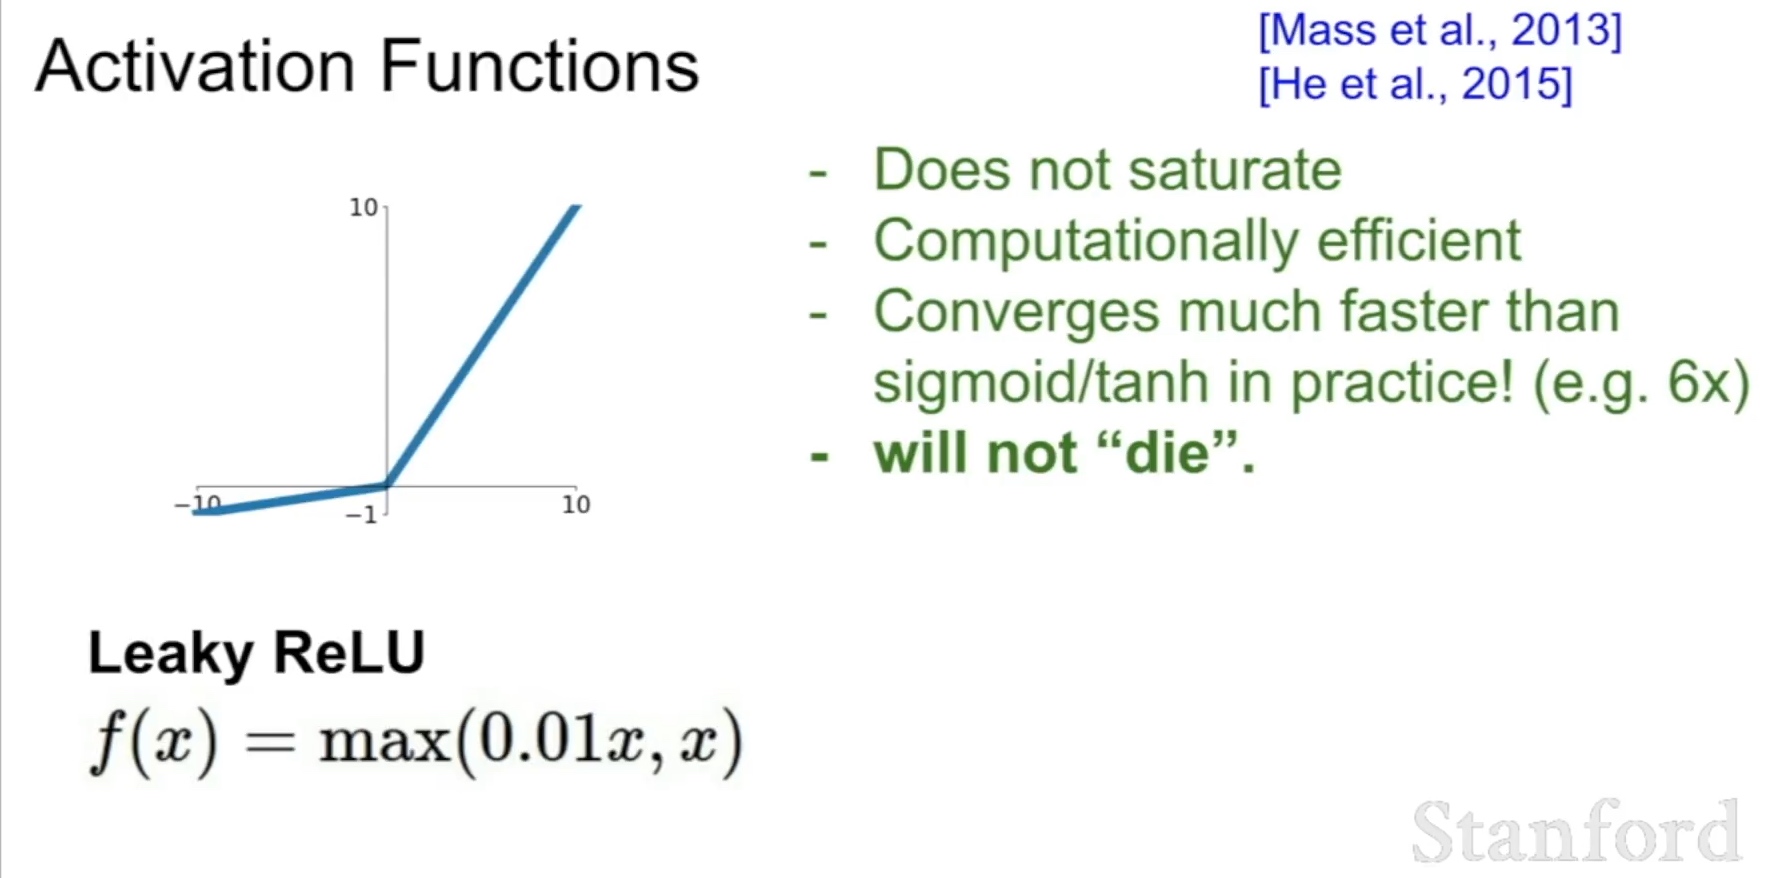 Activation Functions
[Mass et al., 2013]
[He et al., 2015]
- Does not saturate
- Computationally efficient
- Converges much faster than
sigmoid/tanh in practice! (e.g. 6x)
- will not “die”.
10
−10
−1
10
Leaky ReLU
f(x) = max(0.01x, x)
Stanford